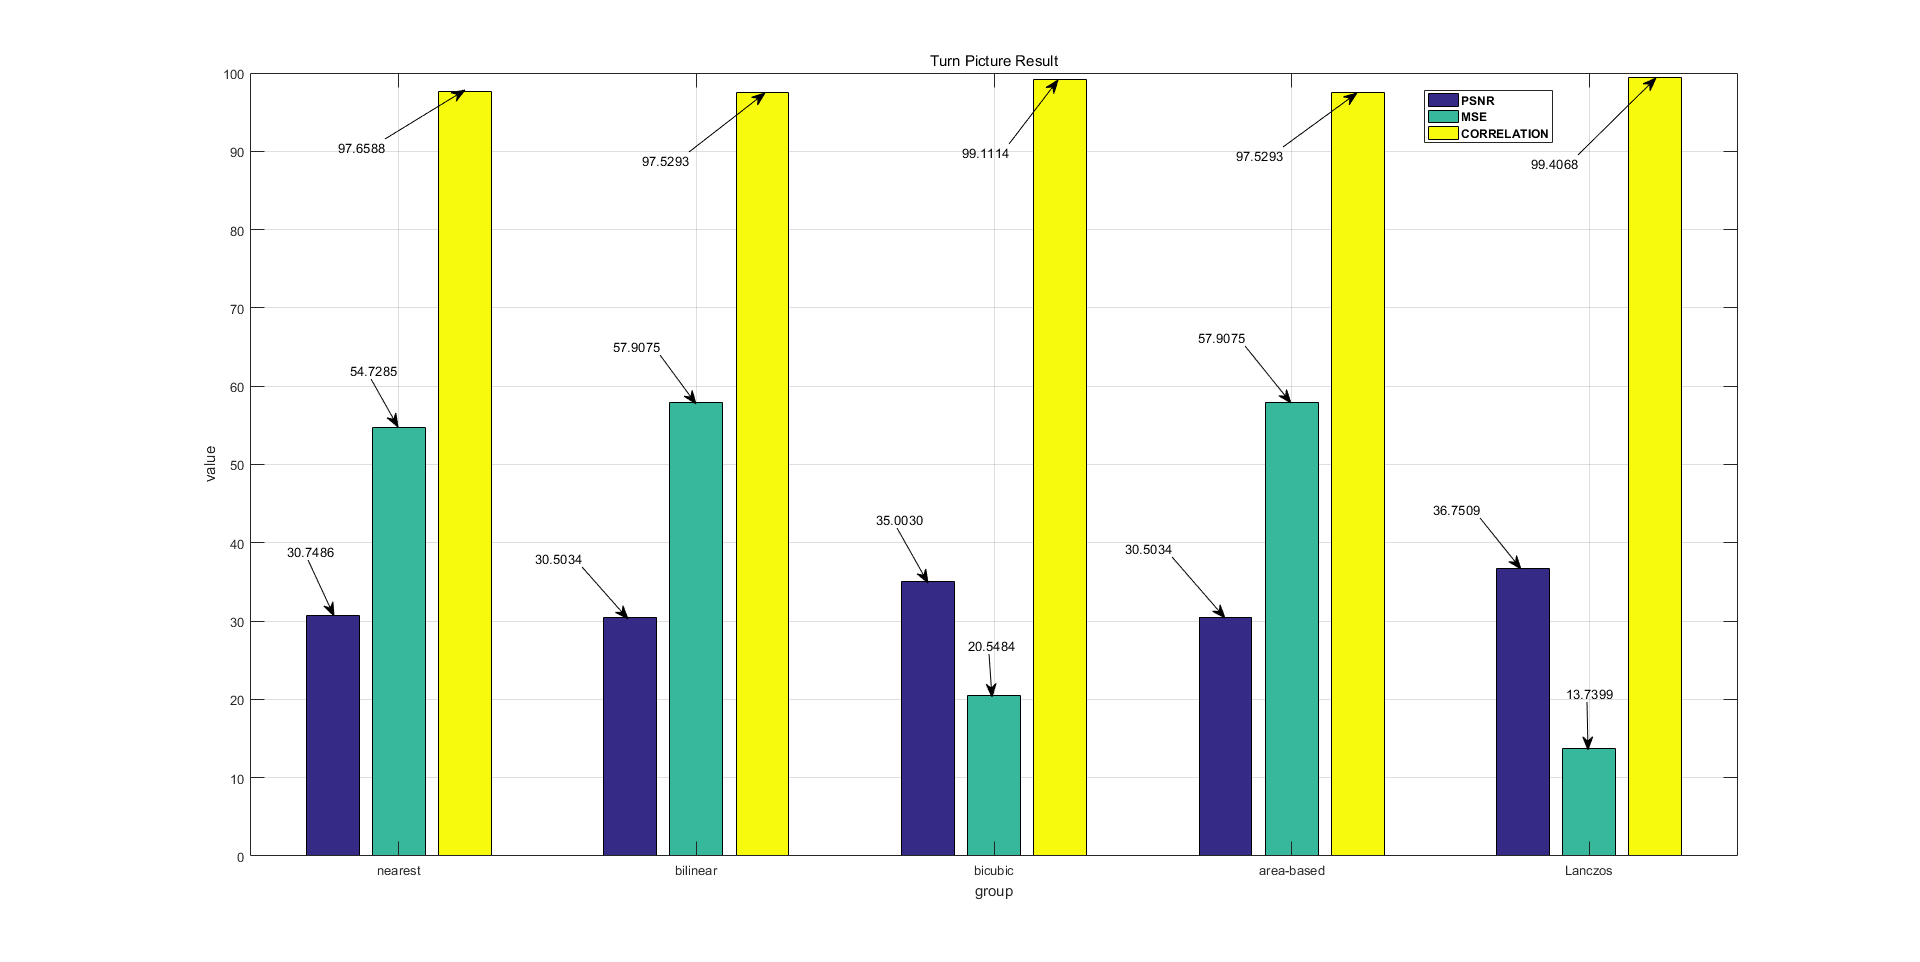 Turn Picture Result
100
90
80
70
60
50
40
30
20
10
0
value
97.6588
97.5293
99.1114
97.5293
99.4068
PSNR
MSE
CORRELATION
54.7285
57.9075
57.9075
30.7486
30.5034
35.0030
30.5034
36.7509
20.5484
13.7399
nearest
bilinear
bicubic
area-based
Lanczos
group